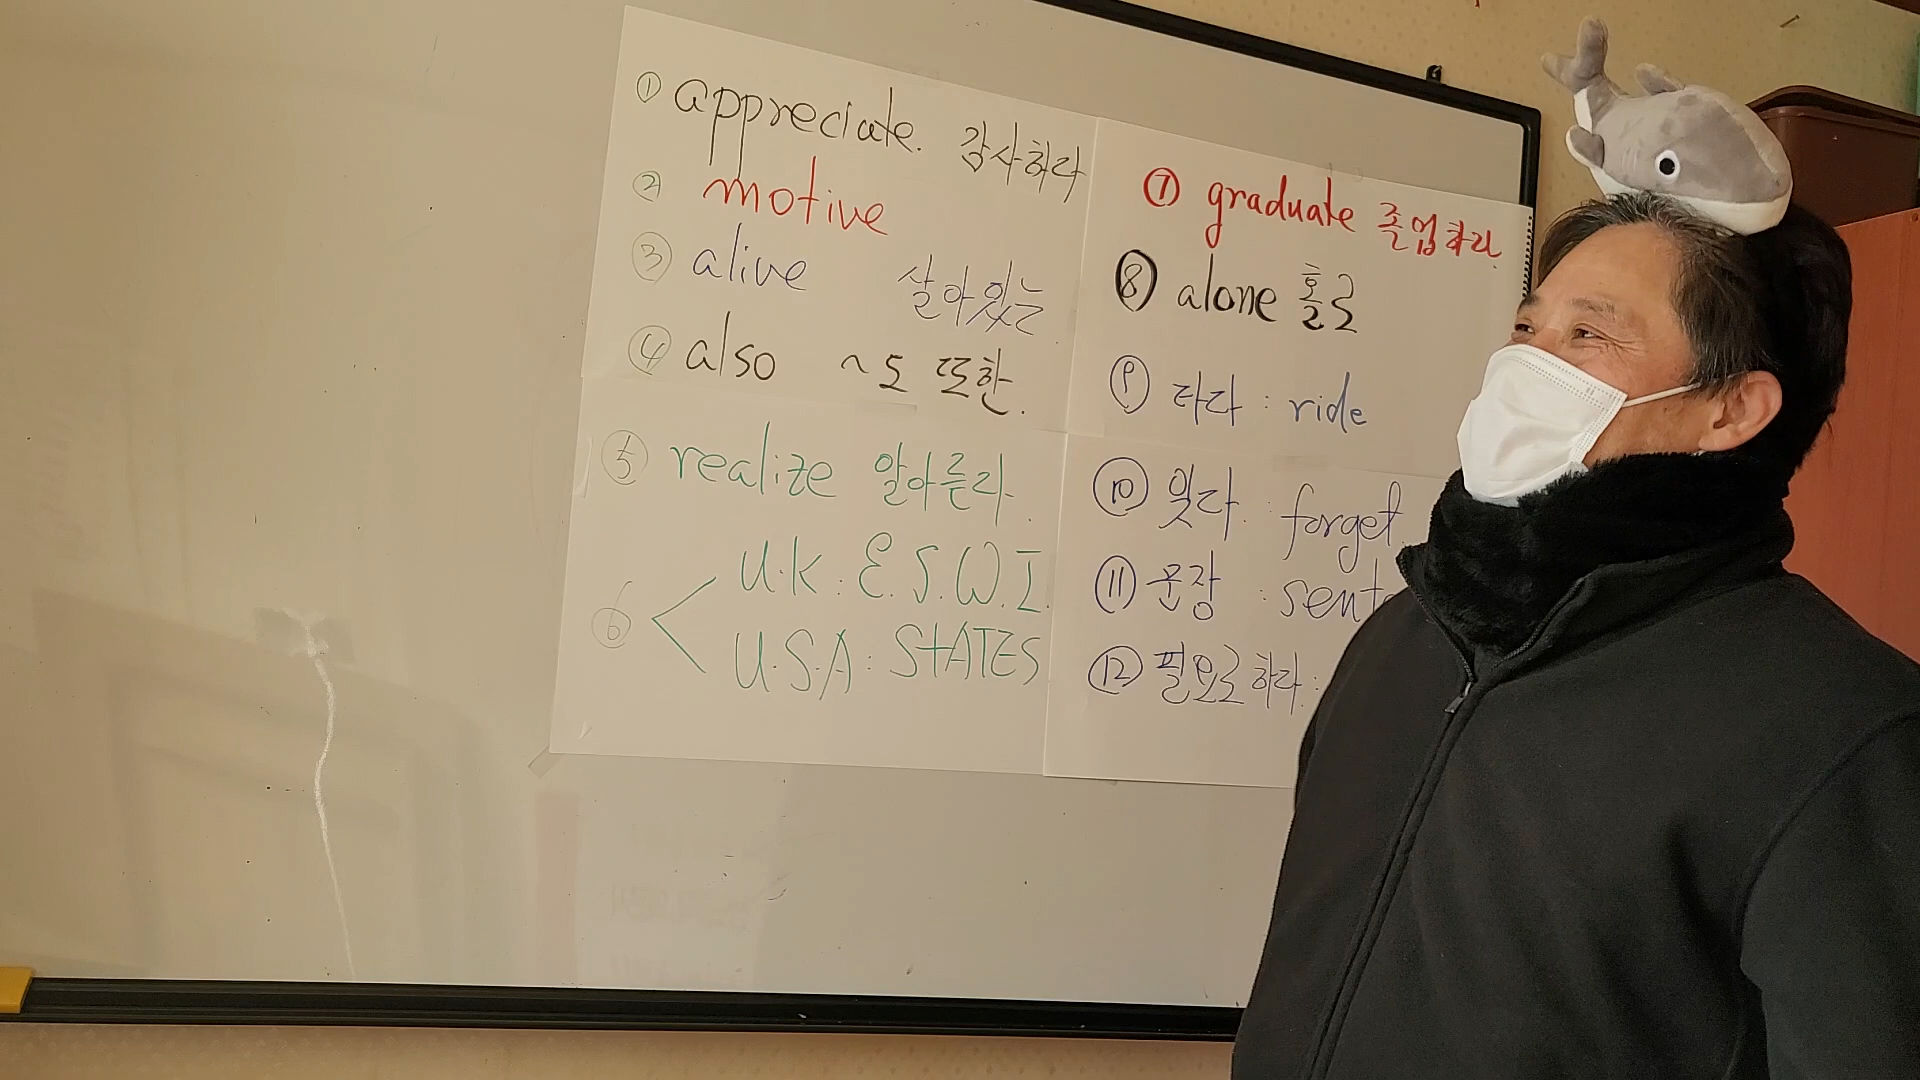 ① appreciate. 감사하다
② motive
③ alive 살아있는
④ also ~도 또한.
⑤ realize 알아를다.
⑥ U.K: E.S.W.I.
U.S.A: STATES
⑦ graduate 졸업하다.
⑧ alone 홀로
⑨ 타다: ride
⑩ 잊다. forget.
⑪ 문장: sente
⑫ 필요로하다: